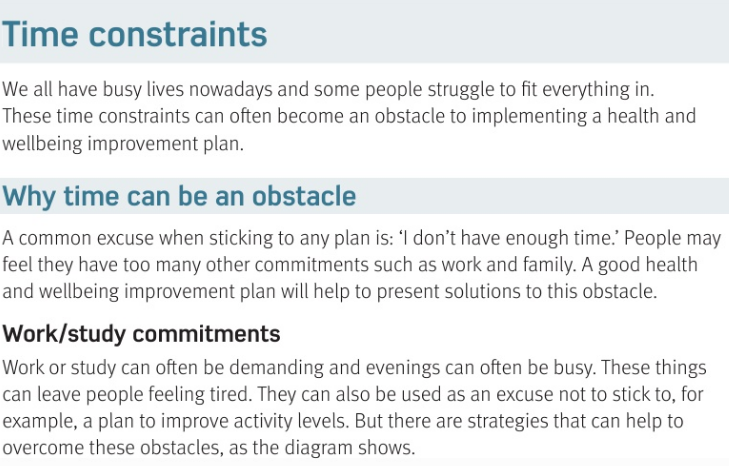 Time constraints
We all have busy lives nowadays and some people struggle to fit everything in.
These time constraints can often become an obstacle to implementing a health and
wellbeing improvement plan.
Why time can be an obstacle
A common excuse when sticking to any plan is: ‘I don’t have enough time.’ People may
feel they have too many other commitments such as work and family. A good health
and wellbeing improvement plan will help to present solutions to this obstacle.
Work/study commitments
Work or study can often be demanding and evenings can often be busy. These things
can leave people feeling tired. They can also be used as an excuse not to stick to, for
example, a plan to improve activity levels. But there are strategies that can help to
overcome these obstacles, as the diagram shows.